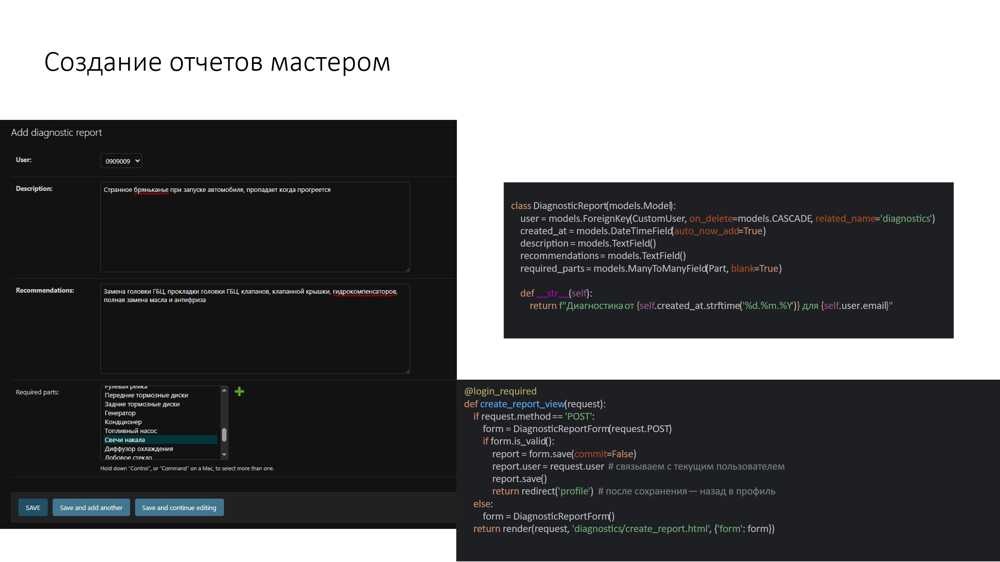 Создание отчетов мастером
Add diagnostic report
User:
0909009
Description:
Странное бряньканье при запуске автомобиля, пропадает когда прогреется
Recommendations:
Замена головки ГБЦ, прокладки головки ГБЦ, клапанов, клапанной крышки, гидрокомпенсаторов,
полная замена масла и антифриза
Required parts:
Рулевая рейка
Передние тормозные диски
Задние тормозные диски
Генератор
Кондционер
Топливный насос
Свечи накала
Диффузор охлаждения
Лобовое стекло
Hold down “Control”, or “Command” on a Mac, to select more than one.
SAVE
Save and add another
Save and continue editing
class DiagnosticReport(models.Model):
    user = models.ForeignKey(CustomUser, on_delete=models.CASCADE, related_name='diagnostics')
    created_at = models.DateTimeField(auto_now_add=True)
    description = models.TextField()
    recommendations = models.TextField()
    required_parts = models.ManyToManyField(Part, blank=True)
    def __str__(self):
        return f"Диагностика от {self.created_at.strftime('%d.%m.%Y')} для {self.user.email}"
@login_required
def create_report_view(request):
    if request.method == 'POST':
        form = DiagnosticReportForm(request.POST)
        if form.is_valid():
            report = form.save(commit=False)
            report.user = request.user  # связываем с текущим пользователем
            report.save()
            return redirect('profile')  # после сохранения — назад в профиль
    else:
        form = DiagnosticReportForm()
    return render(request, 'diagnostics/create_report.html', {'form': form})